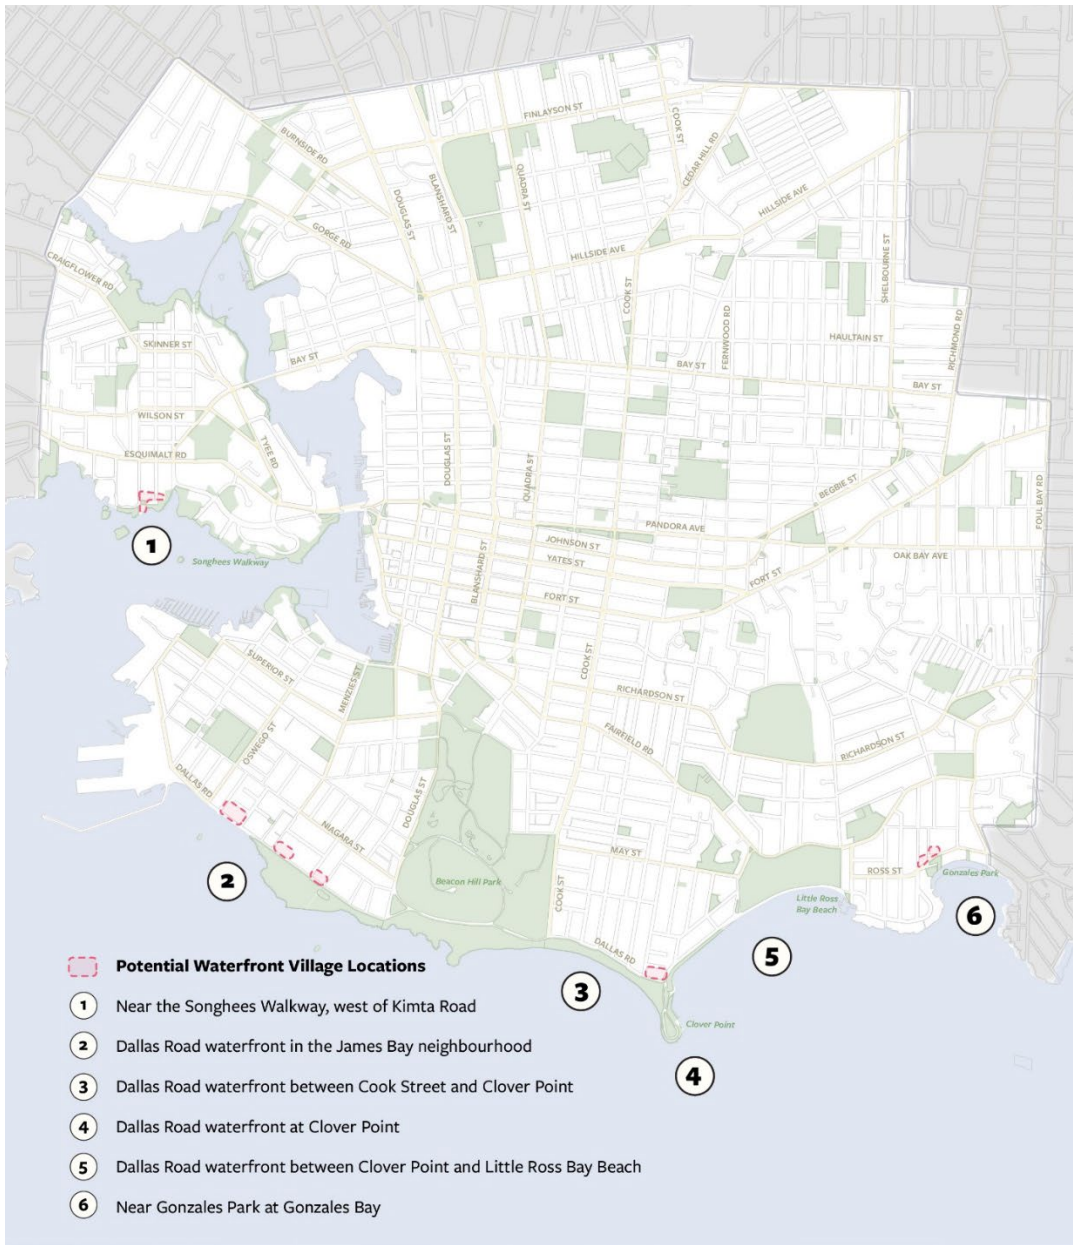 FINLAYSON ST
COOK ST
BURNSIDE RD
CEDAR HILL RD
QUADRA ST
BLANSHARD ST
DOUGLAS ST
HILLSIDE AVE
GORGE RD
HILLSIDE AVE
SHELBOURNE ST
CRAIGFLOWER RD
COOK ST
FERNWOOD RD
RICHMOND RD
SKINNER ST
HAULTAIN ST
BAY ST
BAY ST
BAY ST
WILSON ST
TYEE RD
ESQUIMALT RD
DOUGLAS ST
QUADRA ST
BEGBIE ST
FOUL BAY RD
PANDORA AVE
1
JOHNSON ST
OAK BAY AVE
Songhees Walkway
YATES ST
BLANSHARD ST
FORT ST
FORT ST
SUPERIOR ST
MENZIES ST
COOK ST
RICHARDSON ST
OSWEGO ST
FAIRFIELD RD
RICHARDSON ST
DALLAS RD
DOUGLAS ST
NIAGARA ST
MAY ST
ROSS ST
Gonzales Park
2
Beacon Hill Park
COOK ST
Little Ross
Bay Beach
6
DALLAS RD
5
3
Clover Point
4
Potential Waterfront Village Locations
1 Near the Songhees Walkway, west of Kimta Road
2 Dallas Road waterfront in the James Bay neighbourhood
3 Dallas Road waterfront between Cook Street and Clover Point
4 Dallas Road waterfront at Clover Point
5 Dallas Road waterfront between Clover Point and Little Ross Bay Beach
6 Near Gonzales Park at Gonzales Bay